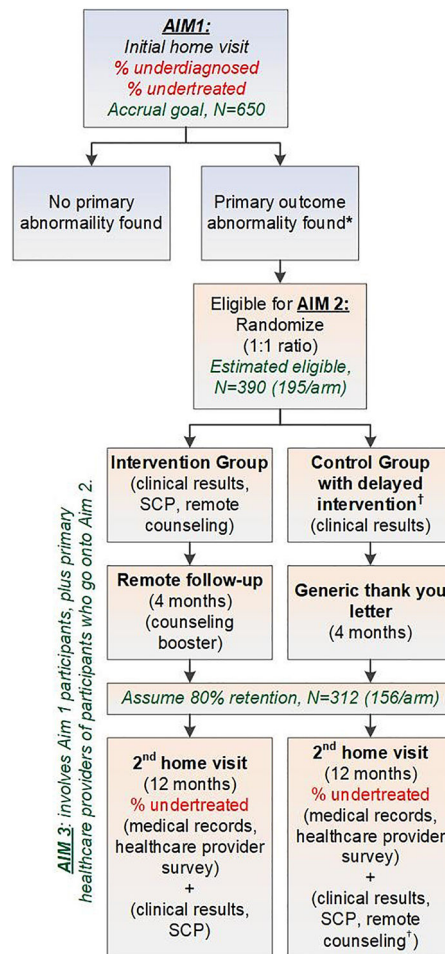 AIM1:
Initial home visit
% underdiagnosed
% undertreated
Accrual goal, N=650
No primary
abnormaility found
Primary outcome
abnormality found*
Eligible for AIM 2:
Randomize
(1:1 ratio)
Estimated eligible,
N=390 (195/arm)
Intervention Group
(clinical results,
SCP, remote
counseling)
Control Group
with delayed
intervention†
(clinical results)
Remote follow-up
(4 months)
(counseling
booster)
Generic thank you
letter
(4 months)
Assume 80% retention, N=312 (156/arm)
2nd home visit
(12 months)
% undertreated
(medical records,
healthcare provider
survey)
+
(clinical results,
SCP)
2nd home visit
(12 months)
% undertreated
(medical records,
healthcare provider
survey)
+
(clinical results,
SCP, remote
counseling†)
AIM 3: involves Aim 1 participants, plus primary
healthcare providers of participants who go onto Aim 2.